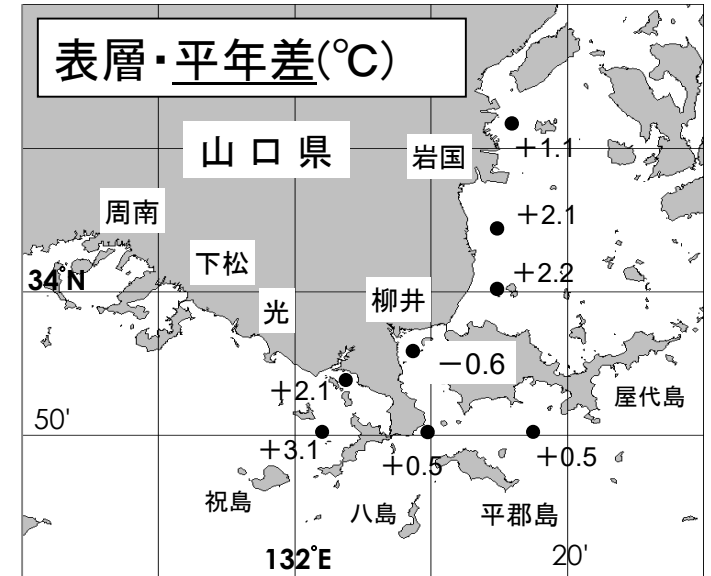 表層・平年差(℃)
山口県
岩国
＋1.1
周南
＋2.1
下松
34°N
＋2.2
光
柳井
－0.6
＋2.1
屋代島
50'
＋3.1
＋0.5
＋0.5
祝島
八島
平郡島
132°E
20'